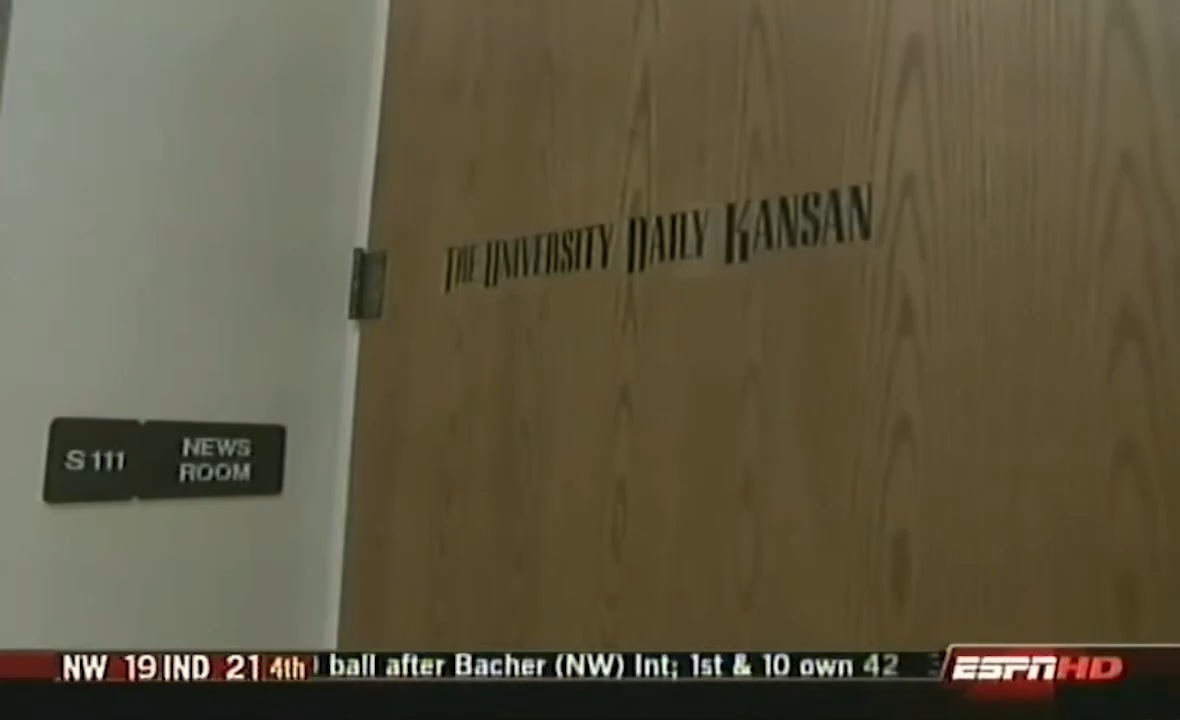 THE UNIVERSITY DAILY KANSAN
S 111 NEWS
ROOM
NW 19 IND 21 4th ball after Bacher (NW) Int; 1st & 10 own 42
ESPN HD